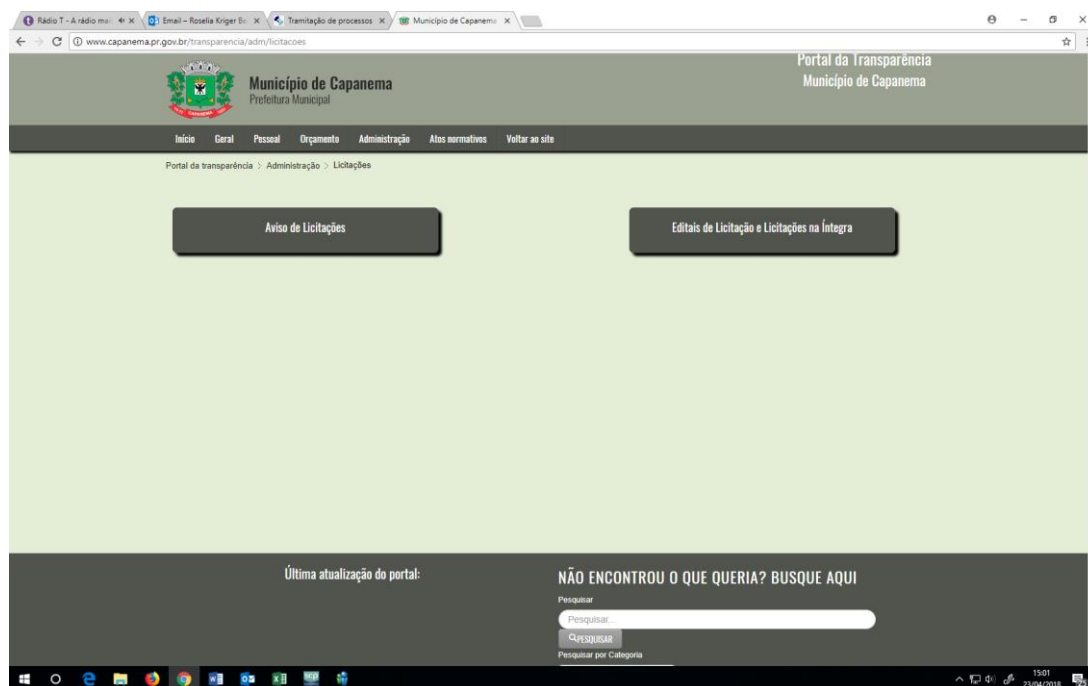 Rádio T - A rádio mai
Email – Roselia Kriger Be
Tramitação de processos
Município de Capanema
www.capanema.pr.gov.br/transparencia/adm/licitacoes
Portal da Transparência
Município de Capanema
Município de Capanema
Prefeitura Municipal
Início Geral Pessoal Orçamento Administração Atos normativos Voltar ao site
Portal da transparência > Administração > Licitações
Aviso de Licitações
Editais de Licitação e Licitações na Íntegra
Última atualização do portal:
NÃO ENCONTROU O QUE QUERIA? BUSQUE AQUI
Pesquisar
Pesquisar...
PESQUISAR
Pesquisar por Categoria
15:01
23/04/2018